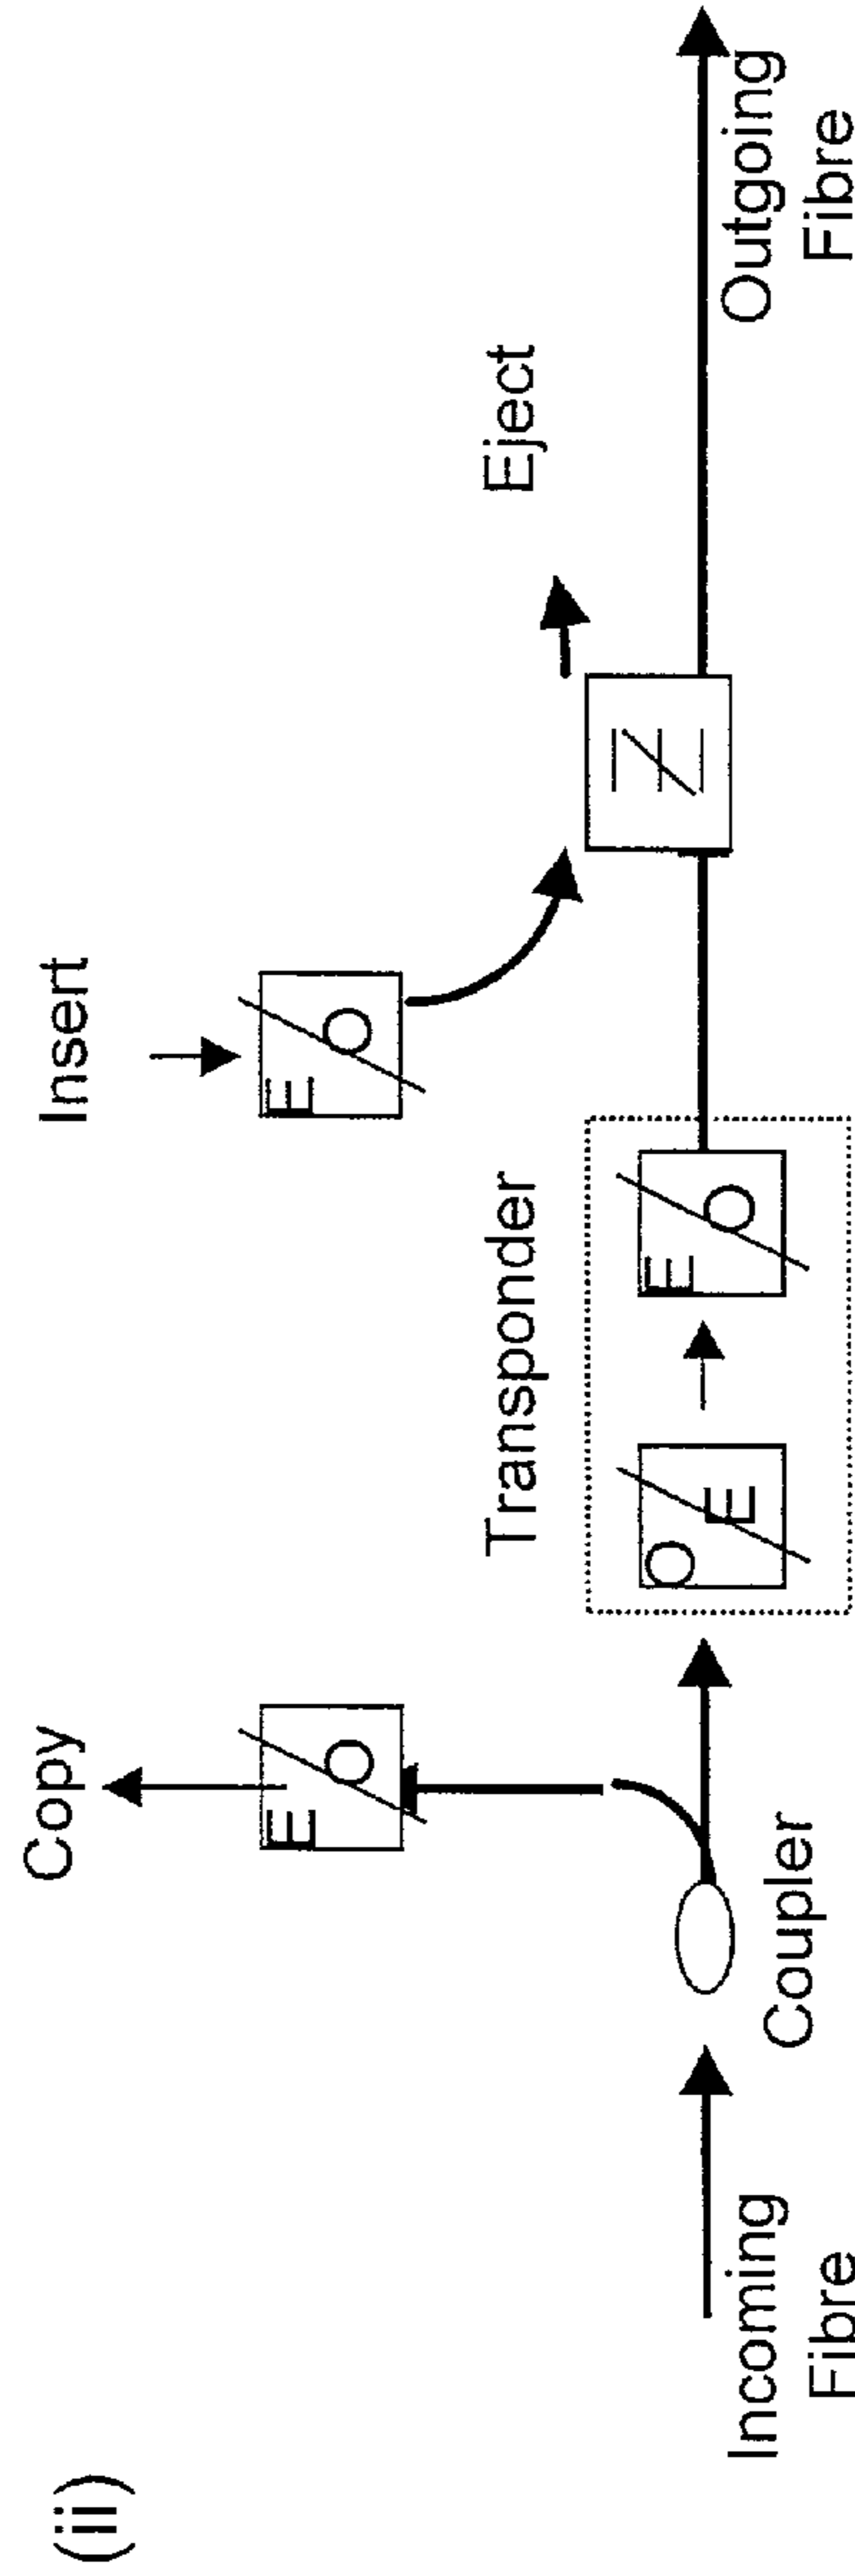 (ii)
Copy
Insert
E
O
E
O
Transponder
Eject
O
E
E
O
Incoming
Fibre
Coupler
Outgoing
Fibre